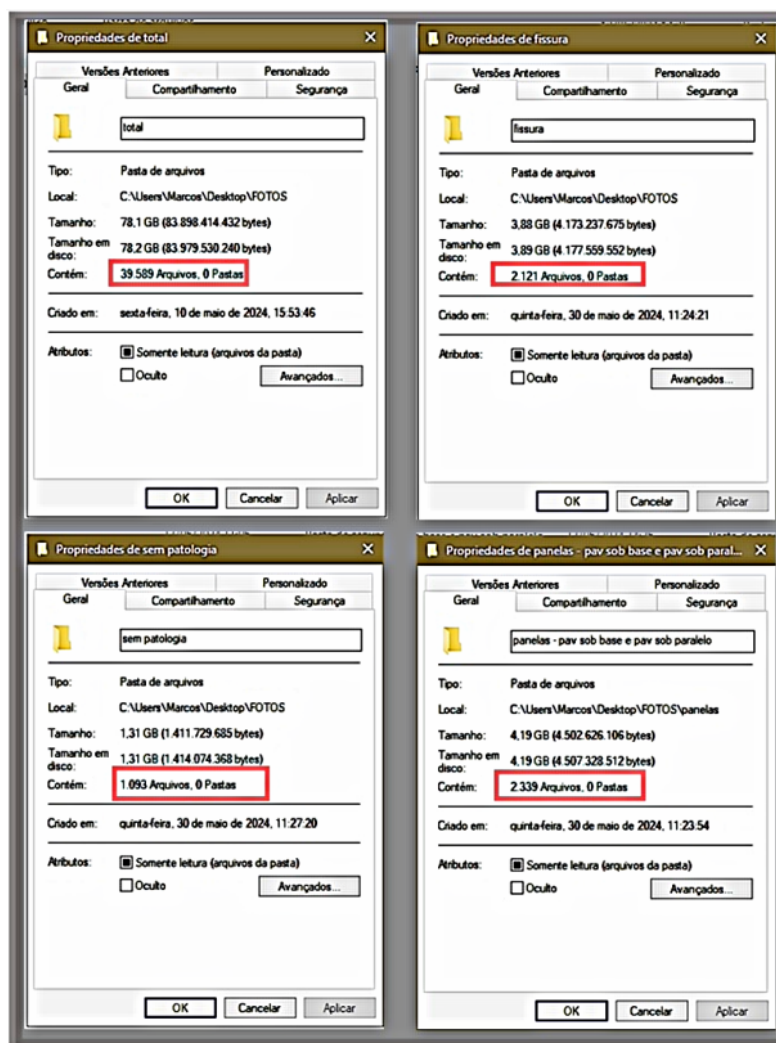 Propriedades de total
Versões Anteriores Personalizado
Geral Compartilhamento Segurança
total
Tipo: Pasta de arquivos
Local: C:\Users\Marcos\Desktop\FOTOS
Tamanho: 78,1 GB (83.898.414.432 bytes)
Tamanho em disco: 78,2 GB (83.979.530.240 bytes)
Contém: 39.589 Arquivos, 0 Pastas
Criado em: sexta-feira, 10 de maio de 2024, 15:53:46
Atributos: Somente leitura (arquivos da pasta)
Oculto Avançados...
OK Cancelar Aplicar
Propriedades de fissura
Versões Anteriores Personalizado
Geral Compartilhamento Segurança
fissura
Tipo: Pasta de arquivos
Local: C:\Users\Marcos\Desktop\FOTOS
Tamanho: 3,88 GB (4.173.237.675 bytes)
Tamanho em disco: 3,89 GB (4.177.559.552 bytes)
Contém: 2.121 Arquivos, 0 Pastas
Criado em: quinta-feira, 30 de maio de 2024, 11:24:21
Atributos: Somente leitura (arquivos da pasta)
Oculto Avançados...
OK Cancelar Aplicar
Propriedades de sem patologia
Versões Anteriores Personalizado
Geral Compartilhamento Segurança
sem patologia
Tipo: Pasta de arquivos
Local: C:\Users\Marcos\Desktop\FOTOS
Tamanho: 1,31 GB (1.411.729.685 bytes)
Tamanho em disco: 1,31 GB (1.414.074.368 bytes)
Contém: 1.093 Arquivos, 0 Pastas
Criado em: quinta-feira, 30 de maio de 2024, 11:27:20
Atributos: Somente leitura (arquivos da pasta)
Oculto Avançados...
OK Cancelar Aplicar
Propriedades de panelas - pav sob base e pav sob paral...
Versões Anteriores Personalizado
Geral Compartilhamento Segurança
panelas - pav sob base e pav sob paralelo
Tipo: Pasta de arquivos
Local: C:\Users\Marcos\Desktop\FOTOS\panelas
Tamanho: 4,19 GB (4.502.626.106 bytes)
Tamanho em disco: 4,19 GB (4.507.328.512 bytes)
Contém: 2.339 Arquivos, 0 Pastas
Criado em: quinta-feira, 30 de maio de 2024, 11:23:54
Atributos: Somente leitura (arquivos da pasta)
Oculto Avançados...
OK Cancelar Aplicar